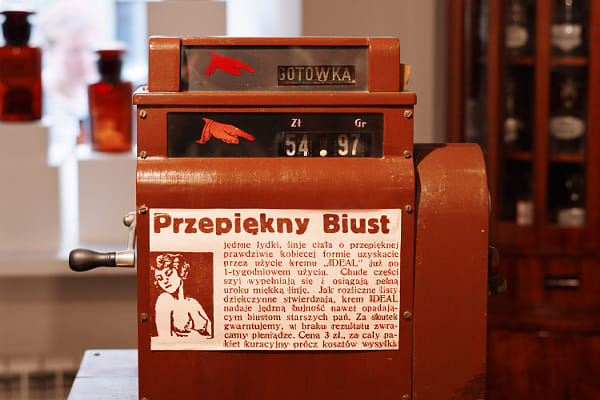 GOTÓWKA
Zł Gr
54.97
Przepiękny Biust
jędrne łydki, linje ciała o przepięknej
prawdziwie kobiecej formie uzyskacie
przez użycie kremu „IDEAL" już po
1-tygodniowem użyciu. Chude części
szyi wypełniają się i osiągają pełną
uroku miękką linję. Jak rozliczne listy
dziękczynne stwierdzają, krem IDEAL
nadaje jędrną bujność nawet opadają-
cym biustom starszych pań. Za skutek
gwarantujemy, w braku rezultatu zwra-
camy pieniądze. Cena 3 zł., za cały pa-
kiet kuracyjny prócz kosztów wysyłki